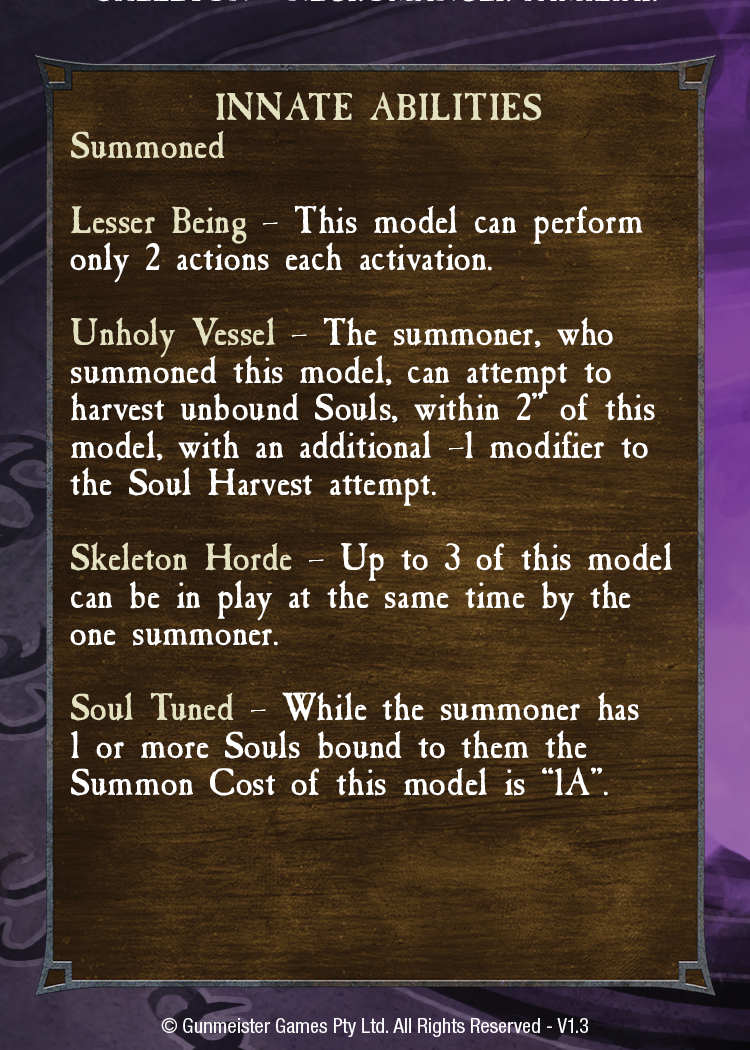 SKELETON – NECROMANCER FAMILIAR
INNATE ABILITIES
Summoned
Lesser Being – This model can perform
only 2 actions each activation.
Unholy Vessel – The summoner, who
summoned this model, can attempt to
harvest unbound Souls, within 2” of this
model, with an additional –1 modifier to
the Soul Harvest attempt.
Skeleton Horde – Up to 3 of this model
can be in play at the same time by the
one summoner.
Soul Tuned – While the summoner has
1 or more Souls bound to them the
Summon Cost of this model is “1A”.
© Gunmeister Games Pty Ltd. All Rights Reserved - V1.3